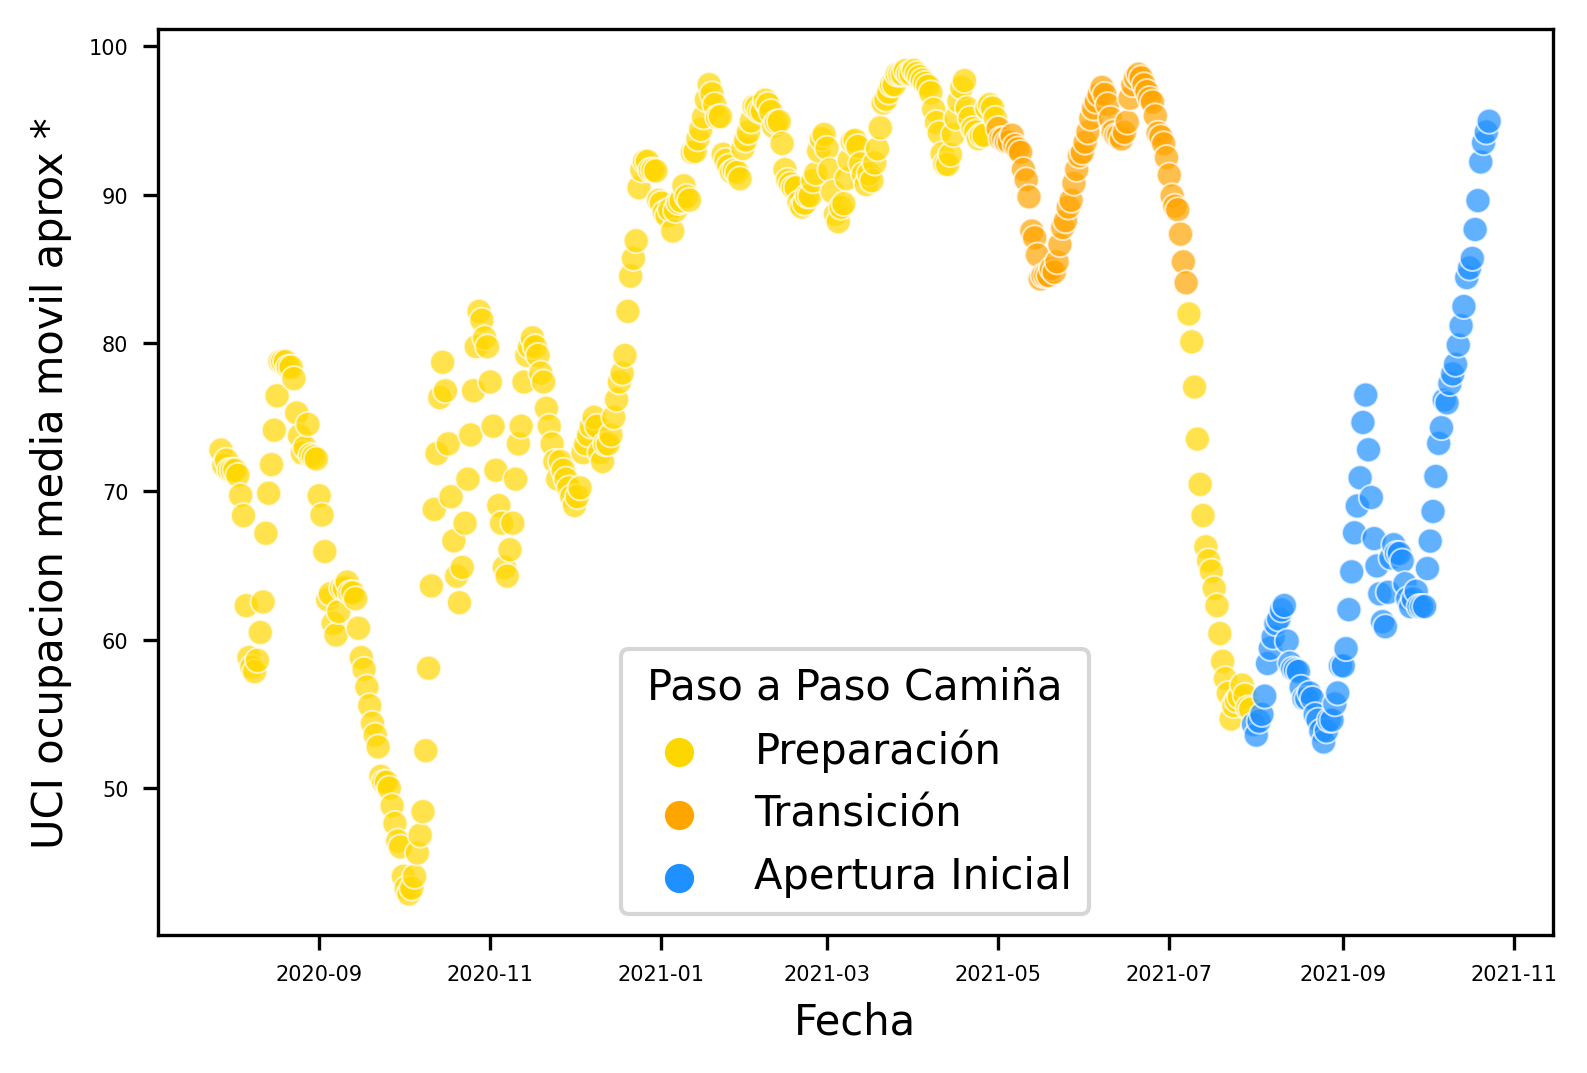 UCI ocupacion media movil aprox *
100
90
80
70
60
50
Paso a Paso Camiña
Preparación
Transición
Apertura Inicial
2020-09 2020-11 2021-01 2021-03 2021-05 2021-07 2021-09 2021-11
Fecha